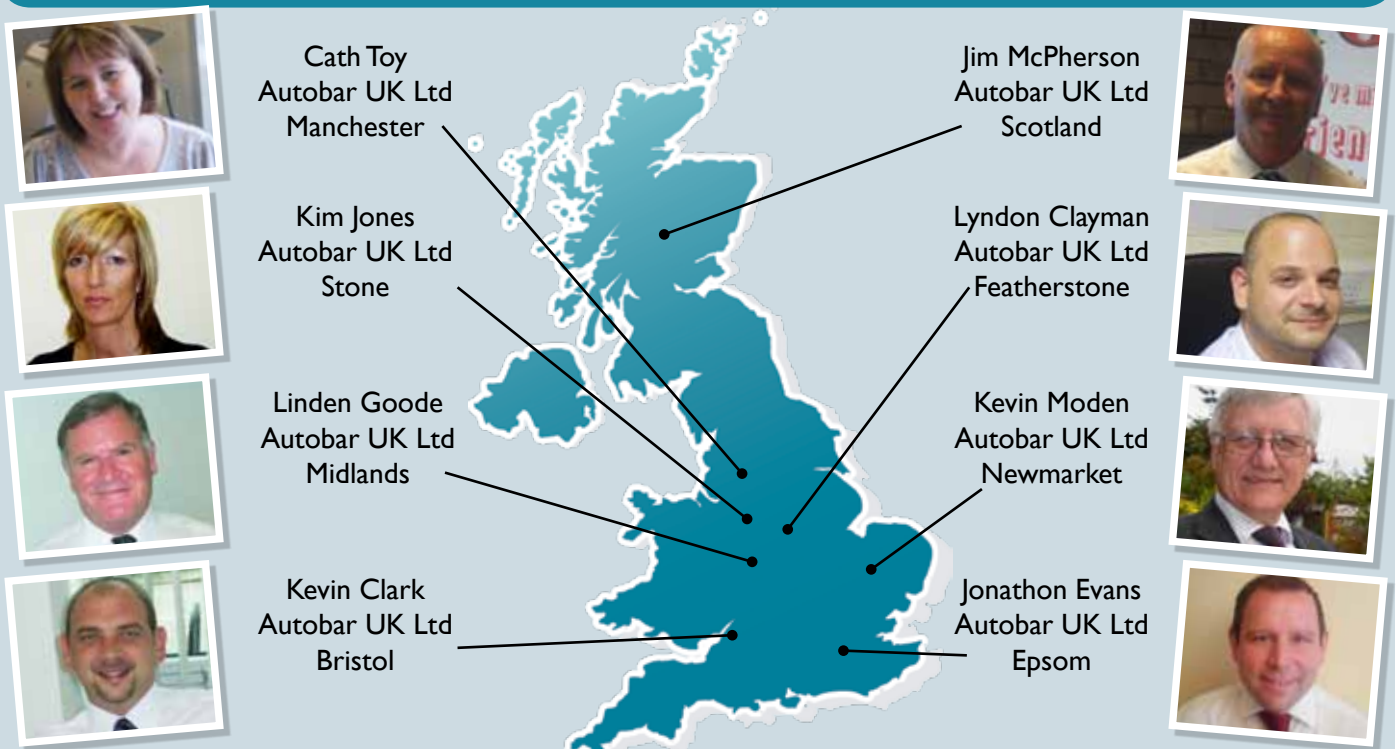 Cath Toy
Autobar UK Ltd
Manchester
Jim McPherson
Autobar UK Ltd
Scotland
Kim Jones
Autobar UK Ltd
Stone
Lyndon Clayman
Autobar UK Ltd
Featherstone
Linden Goode
Autobar UK Ltd
Midlands
Kevin Moden
Autobar UK Ltd
Newmarket
Kevin Clark
Autobar UK Ltd
Bristol
Jonathon Evans
Autobar UK Ltd
Epsom